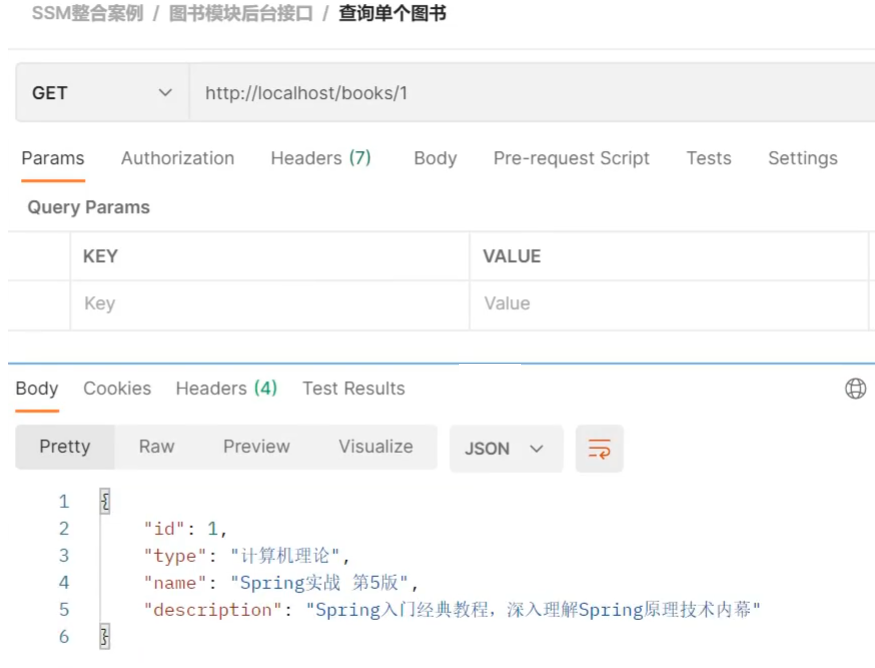 SSM整合案例 / 图书模块后台接口 / 查询单个图书
GET http://localhost/books/1
Params Authorization Headers (7) Body Pre-request Script Tests Settings
Query Params
KEY VALUE
Key Value
Body Cookies Headers (4) Test Results
Pretty Raw Preview Visualize JSON
1 {
2 "id": 1,
3 "type": "计算机理论",
4 "name": "Spring实战 第5版",
5 "description": "Spring入门经典教程，深入理解Spring原理技术内幕"
6 }